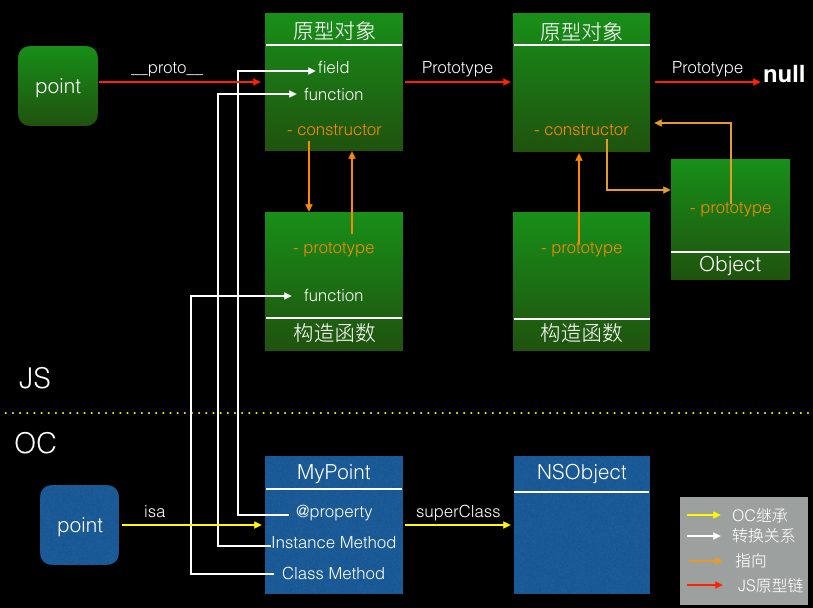 原型对象
原型对象
point
__proto__
field
function
- constructor
Prototype
- constructor
Prototype
null
- prototype
function
构造函数
- prototype
构造函数
- prototype
Object
JS
OC
point
isa
MyPoint
@property
Instance Method
Class Method
superClass
NSObject
OC继承
转换关系
指向
JS原型链